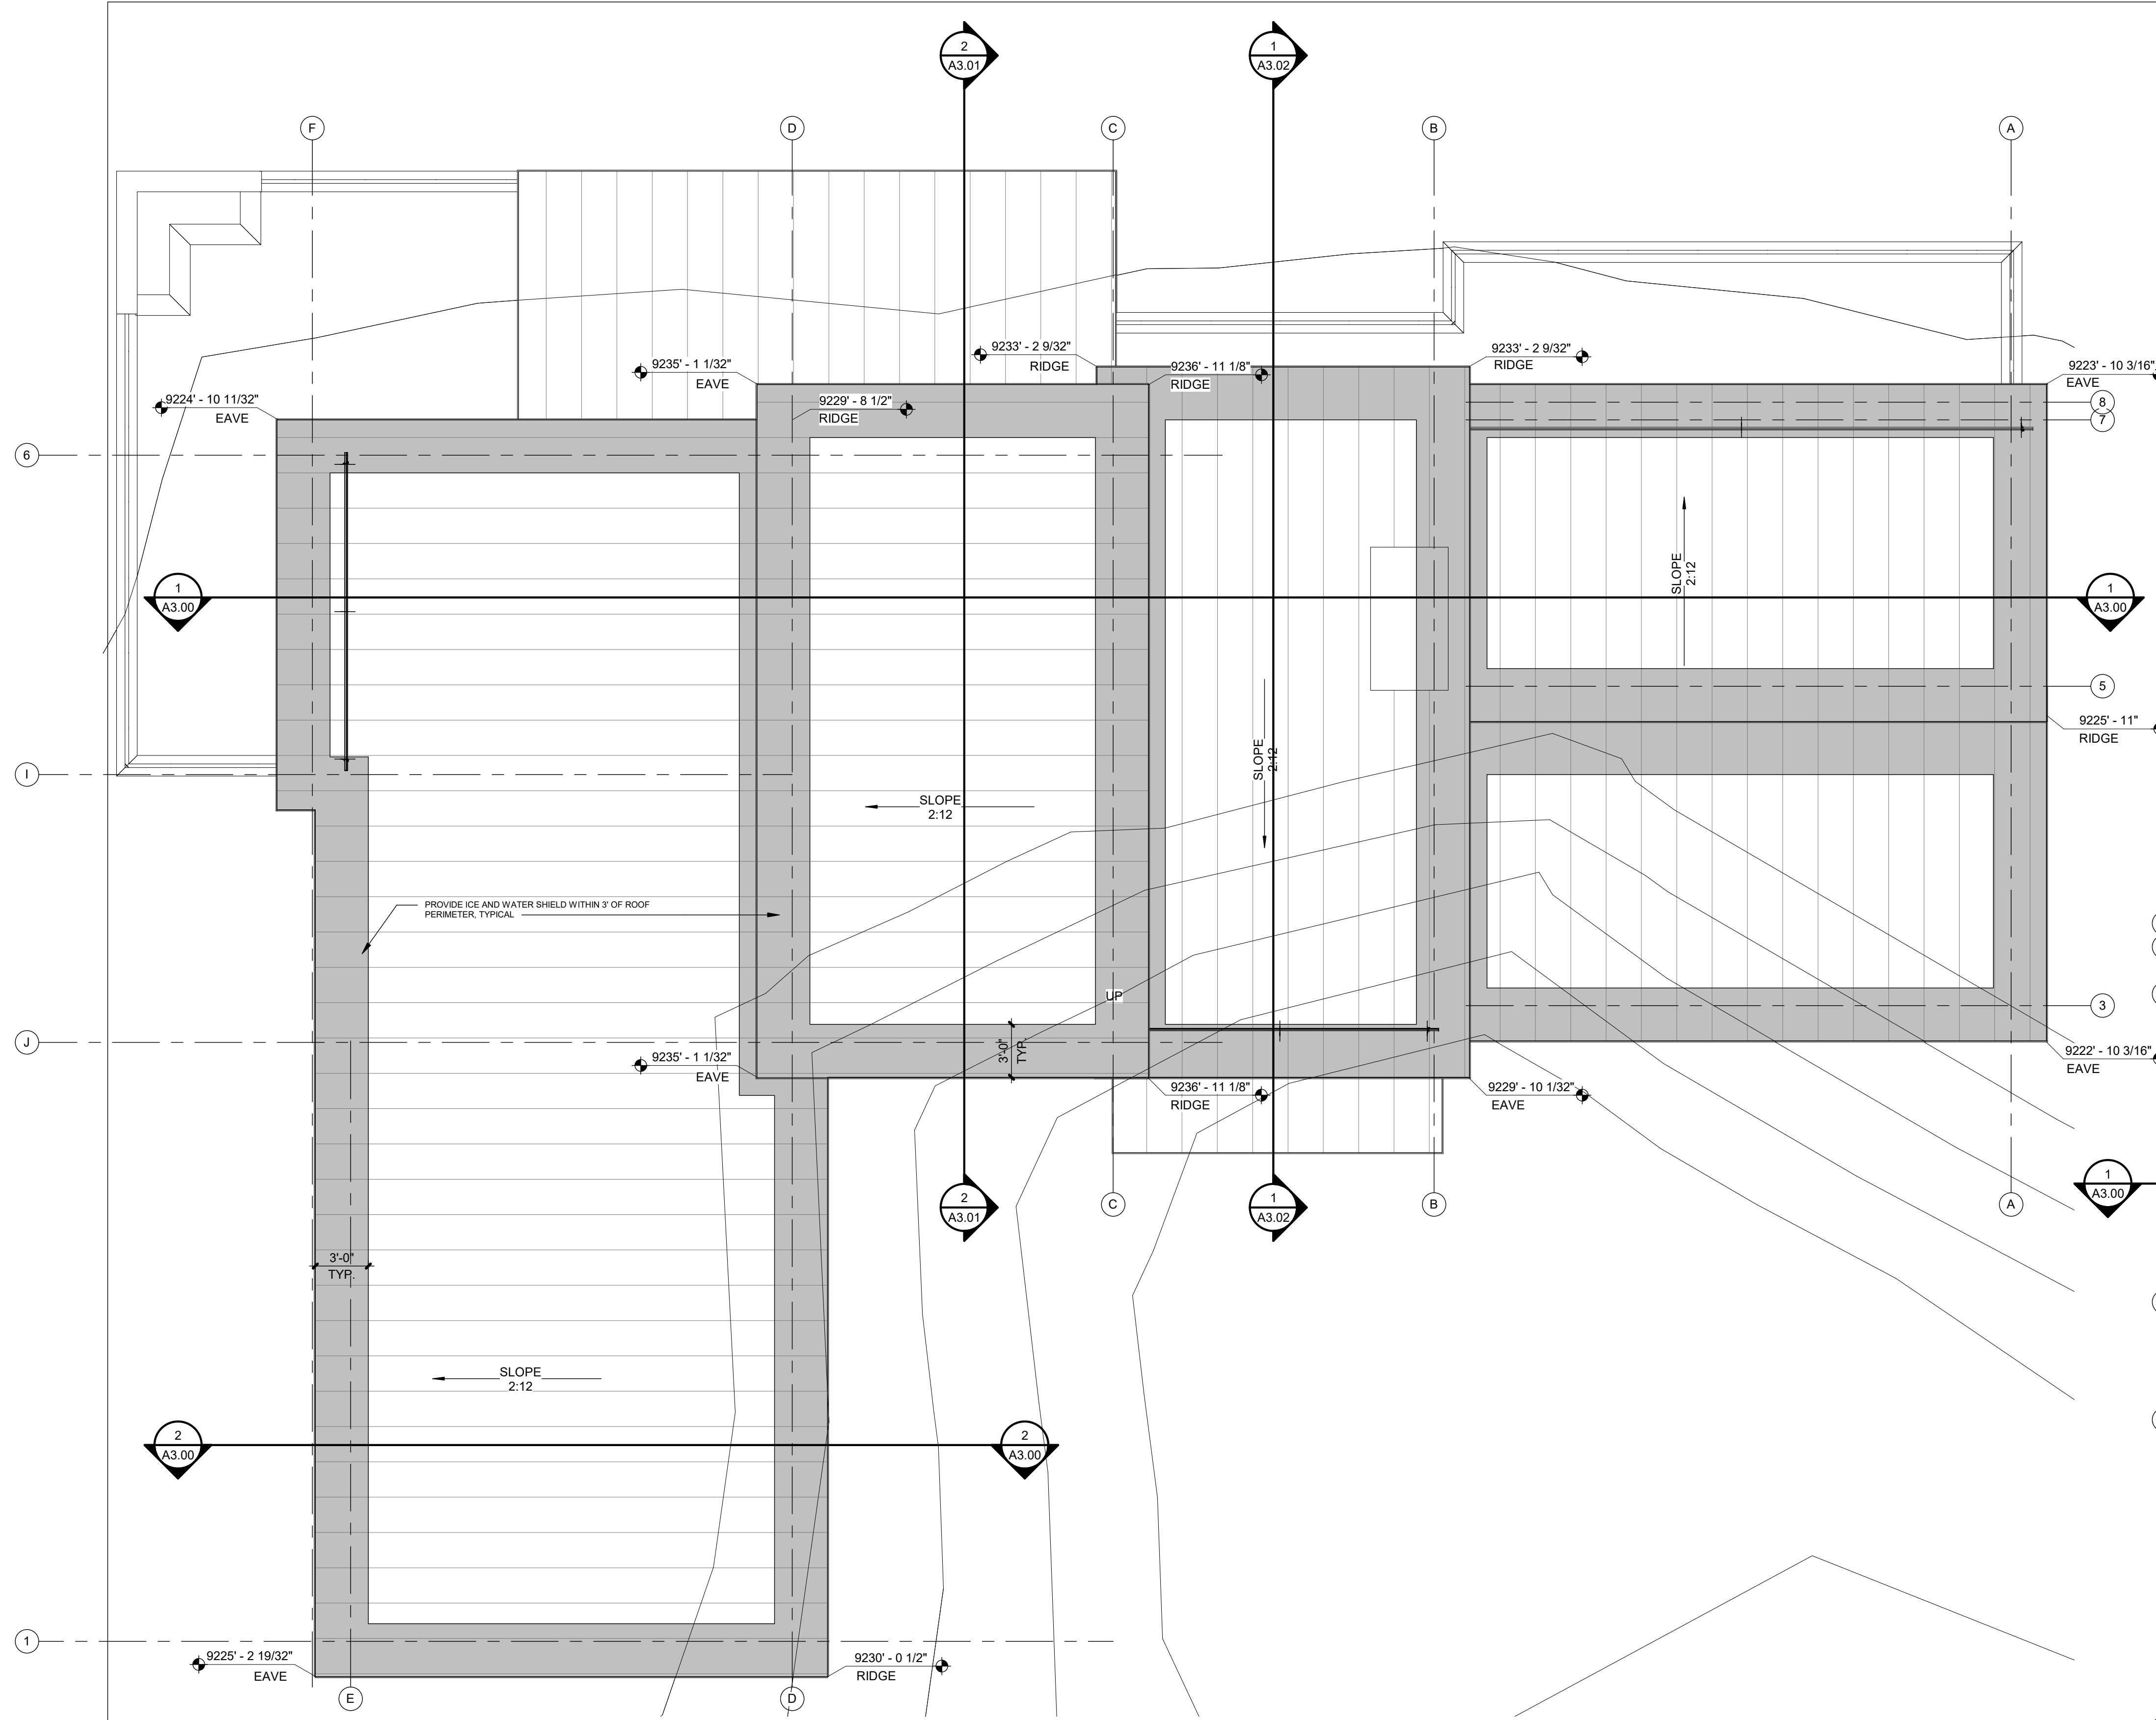 2
A3.01
1
A3.02
F
D
C
B
A
9233' - 2 9/32"
RIDGE
9233' - 2 9/32"
RIDGE
9235' - 1 1/32"
EAVE
9236' - 11 1/8"
RIDGE
9223' - 10 3/16"
EAVE
9224' - 10 11/32"
EAVE
9229' - 8 1/2"
RIDGE
8
7
6
SLOPE
2:12
1
A3.00
1
A3.00
5
9225' - 11"
RIDGE
I
SLOPE
2:12
SLOPE
2:12
PROVIDE ICE AND WATER SHIELD WITHIN 3' OF ROOF
PERIMETER, TYPICAL
UP
3
J
3'-0"
TYP.
9235' - 1 1/32"
EAVE
9236' - 11 1/8"
RIDGE
9229' - 10 1/32"
EAVE
9222' - 10 3/16"
EAVE
2
A3.01
C
1
A3.02
B
A
1
A3.00
3'-0"
TYP.
SLOPE
2:12
2
A3.00
2
A3.00
1
9225' - 2 19/32"
EAVE
9230' - 0 1/2"
RIDGE
E
D